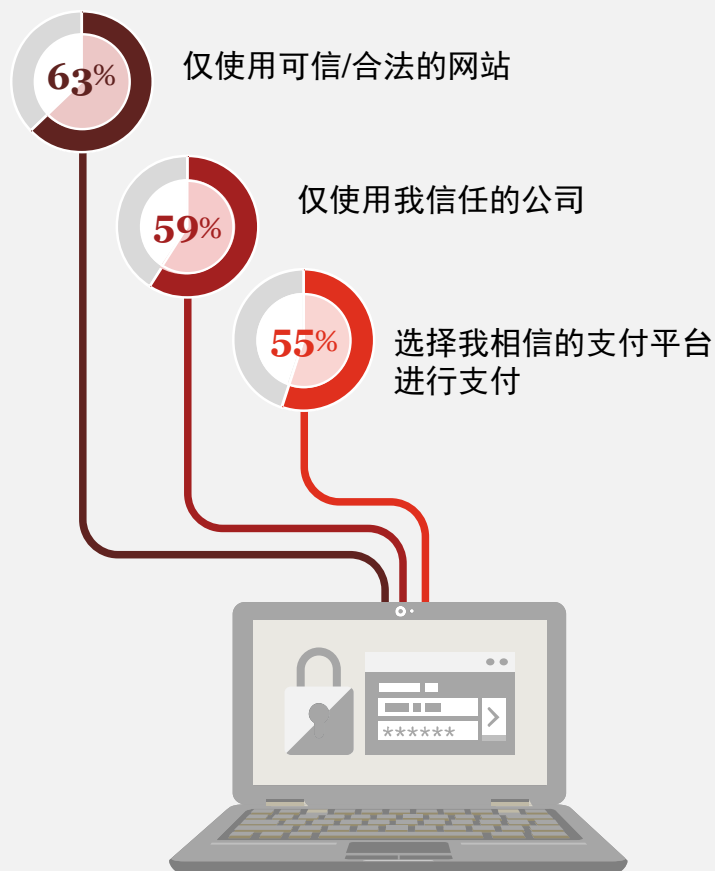 63%
仅使用可信/合法的网站
59%
仅使用我信任的公司
55%
选择我相信的支付平台
进行支付
******